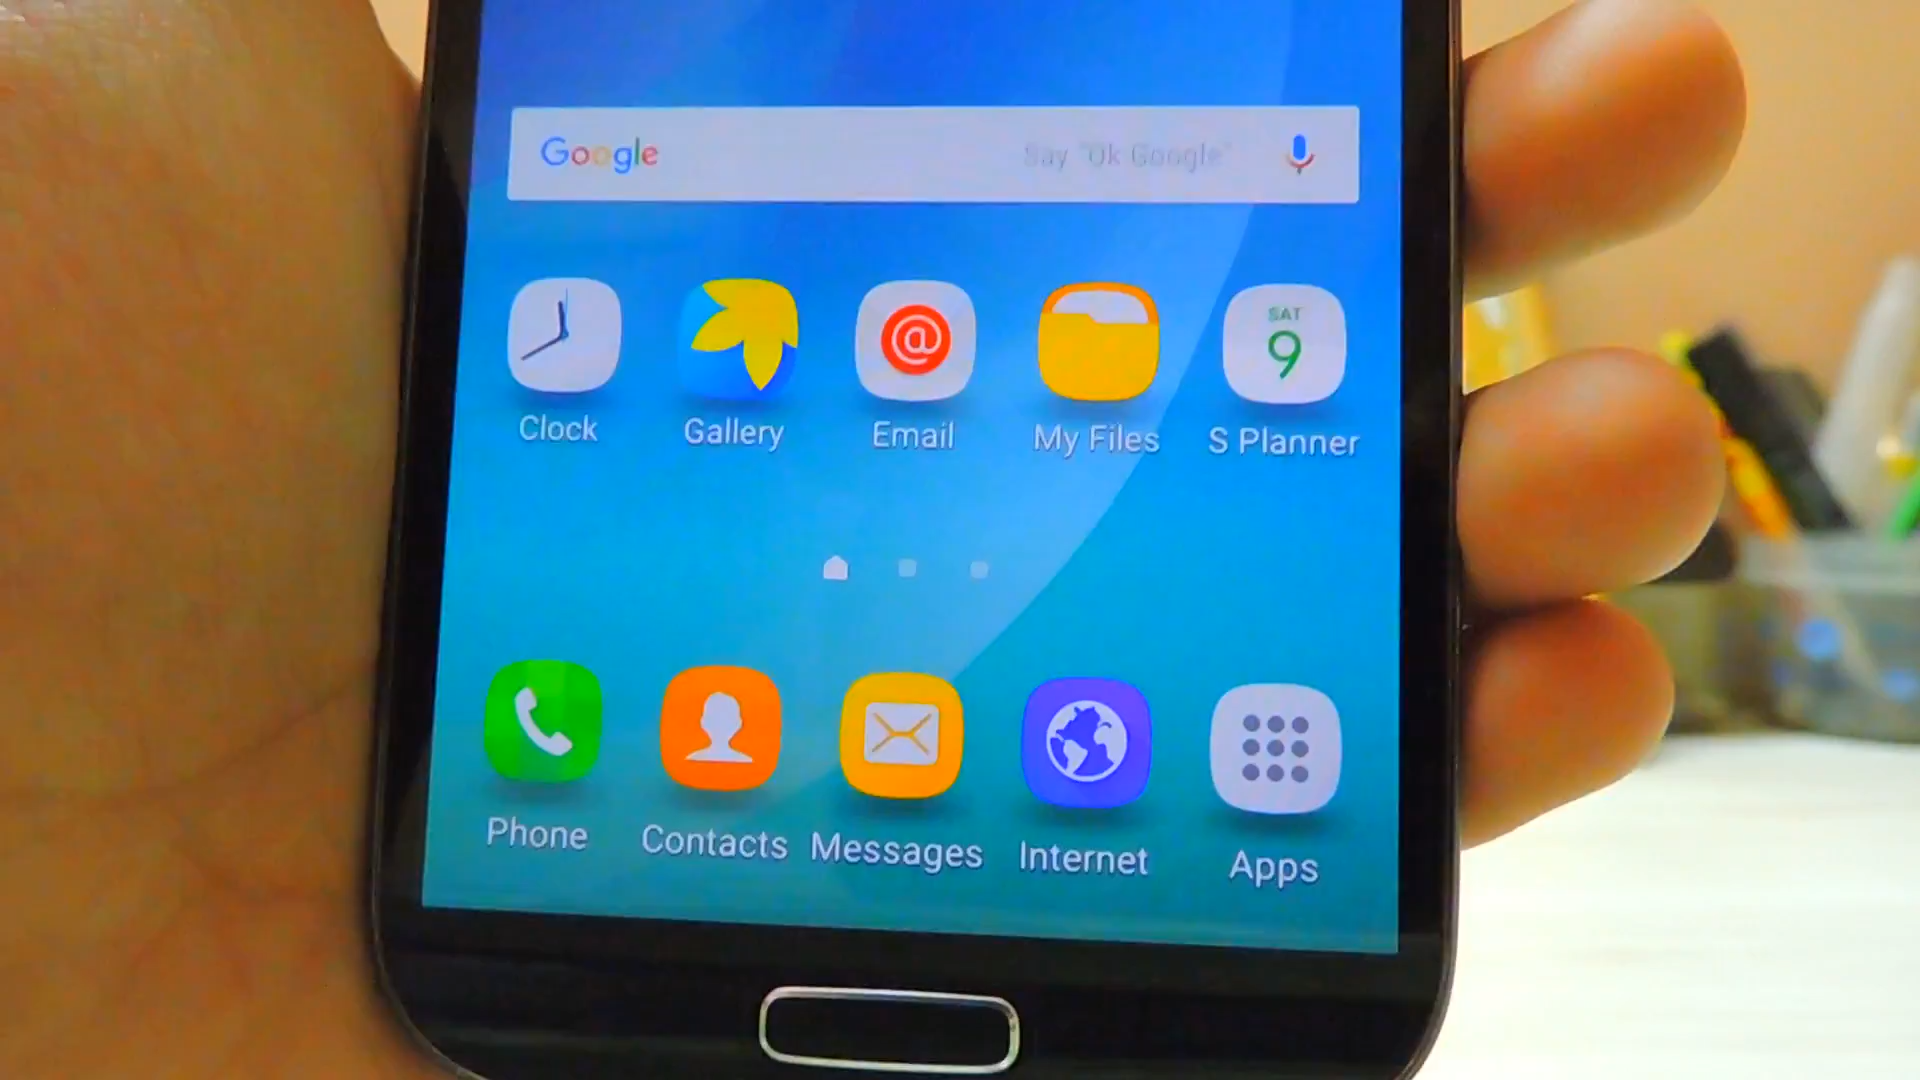 Google Say "Ok Google"
SAT
9
Clock Gallery Email My Files S Planner
Phone Contacts Messages Internet Apps